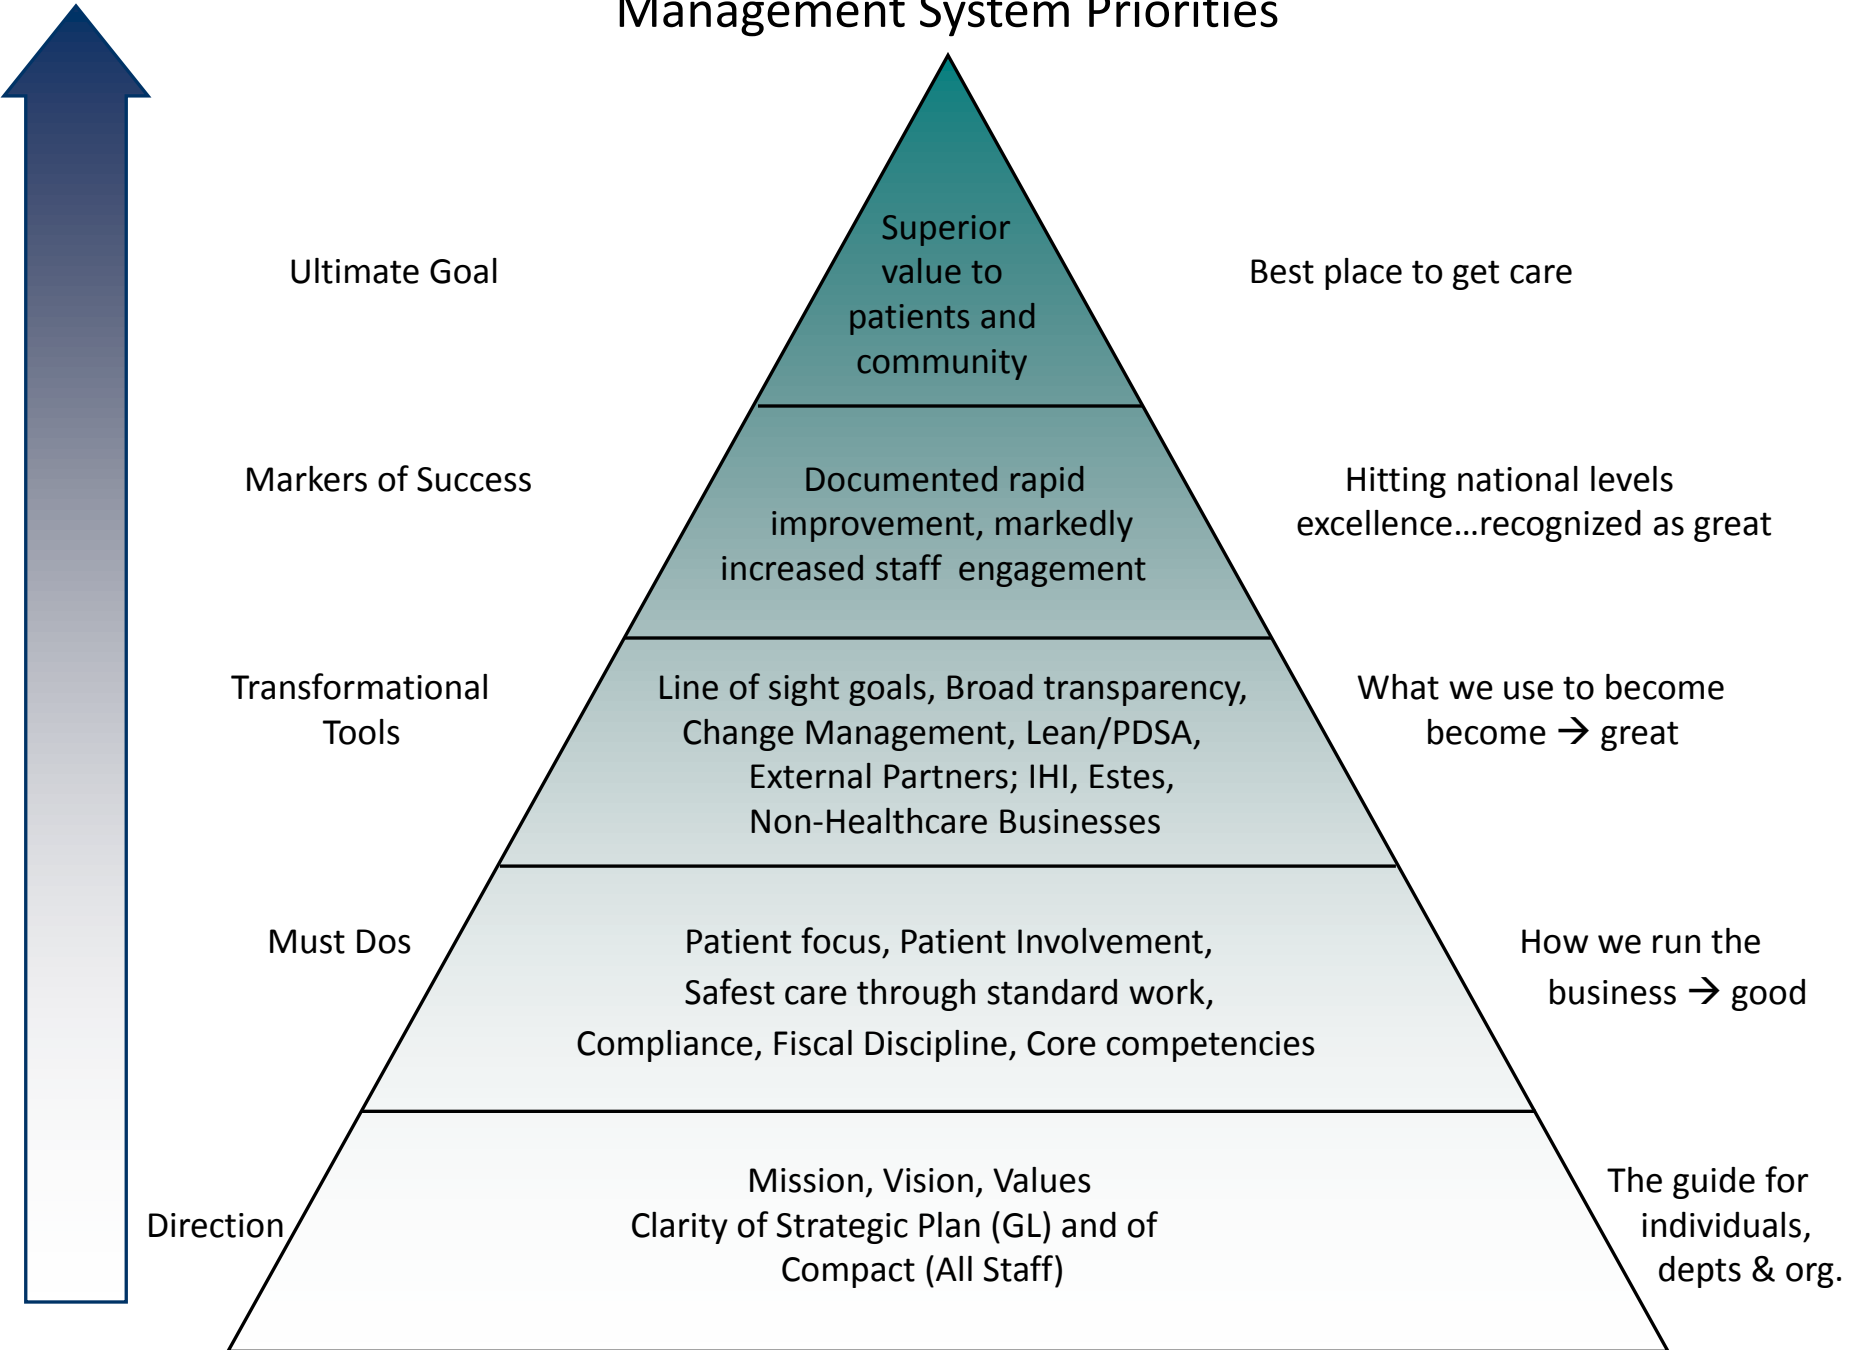 Management System Priorities
Ultimate Goal
Superior
value to
patients and
community
Best place to get care
Markers of Success
Documented rapid
improvement, markedly
increased staff engagement
Hitting national levels
excellence...recognized as great
Transformational
Tools
Line of sight goals, Broad transparency,
Change Management, Lean/PDSA,
External Partners; IHI, Estes,
Non-Healthcare Businesses
What we use to become
become → great
Must Dos
Patient focus, Patient Involvement,
Safest care through standard work,
Compliance, Fiscal Discipline, Core competencies
How we run the
business → good
Direction
Mission, Vision, Values
Clarity of Strategic Plan (GL) and of
Compact (All Staff)
The guide for
individuals,
depts & org.